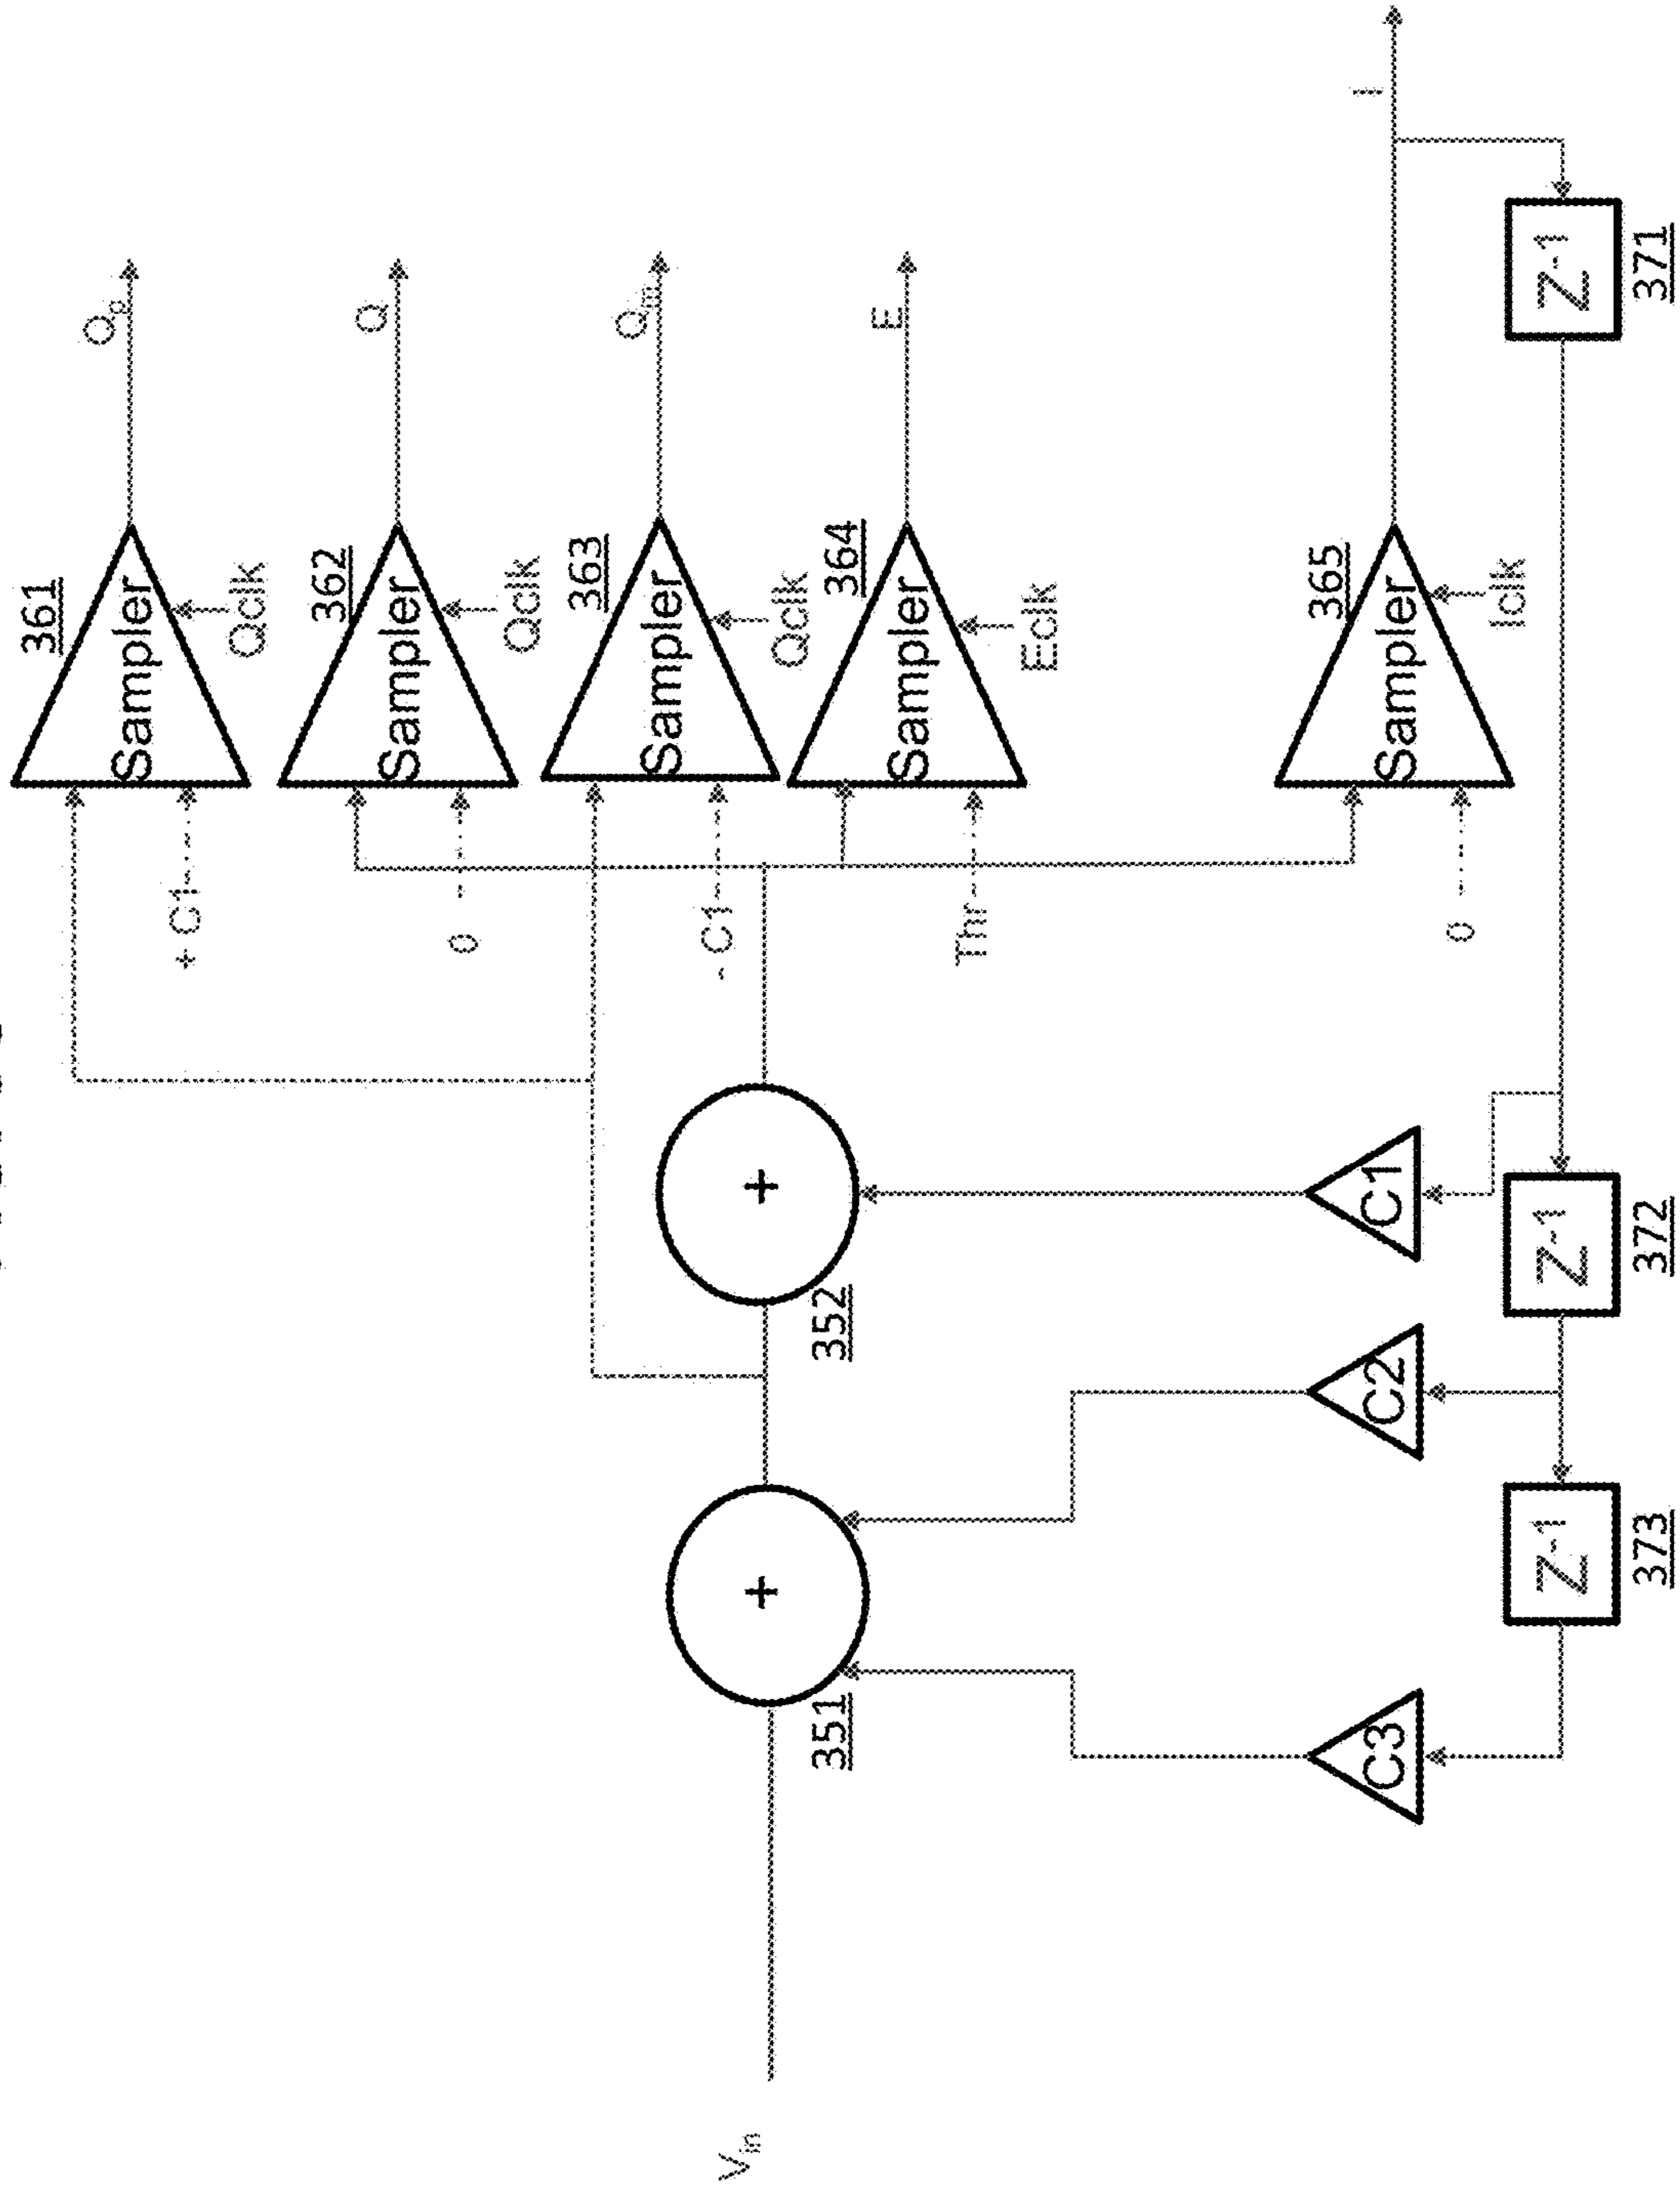 361
Sampler
Qp
+ C1
Qclk
362
Sampler
Q
0
Qclk
363
Sampler
Qm
- C1
Qclk
364
Sampler
E
Thr
Eclk
365
Sampler
I
0
Iclk
Vin
+
351
+
352
C3
C2
C1
Z-1
373
Z-1
372
Z-1
371